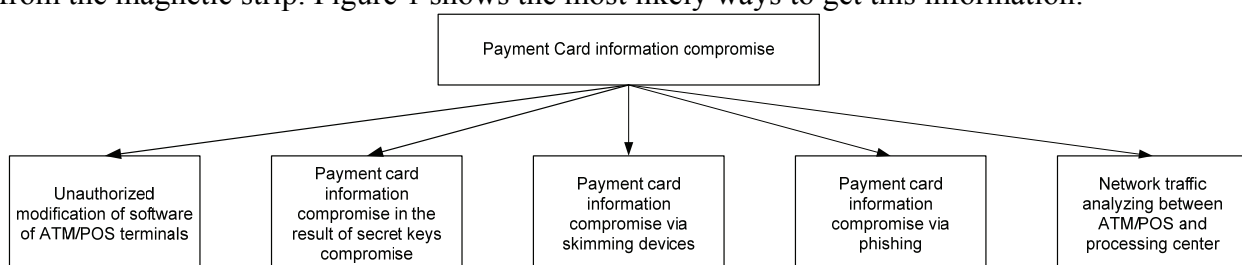 from the magnetic strip. Figure 1 shows the most likely ways to get this information.
Payment Card information compromise
Unauthorized
modification of software
of ATM/POS terminals
Payment card
information
compromise in the
result of secret keys
compromise
Payment card
information
compromise via
skimming devices
Payment card
information
compromise via
phishing
Network traffic
analyzing between
ATM/POS and
processing center